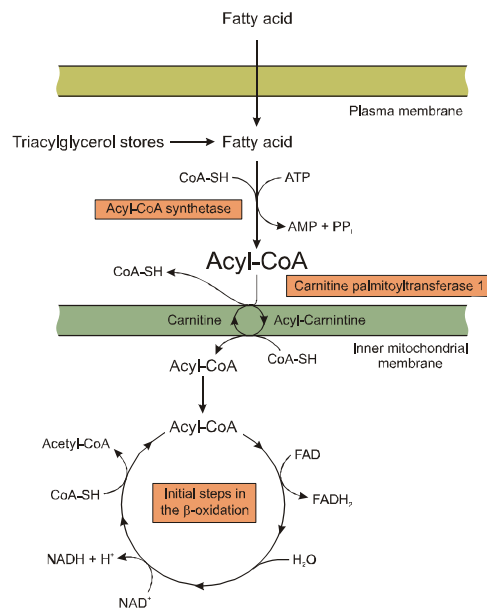 Fatty acid
Plasma membrane
Triacylglycerol stores
Fatty acid
CoA-SH
ATP
Acyl-CoA synthetase
AMP + PPᵢ
Acyl-CoA
CoA-SH
Carnitine palmitoyltransferase 1
Carnitine
Acyl-Carnintine
CoA-SH
Inner mitochondrial
membrane
Acyl-CoA
Acyl-CoA
Acetyl-CoA
FAD
CoA-SH
Initial steps in
the β-oxidation
FADH₂
NADH + H⁺
H₂O
NAD⁺